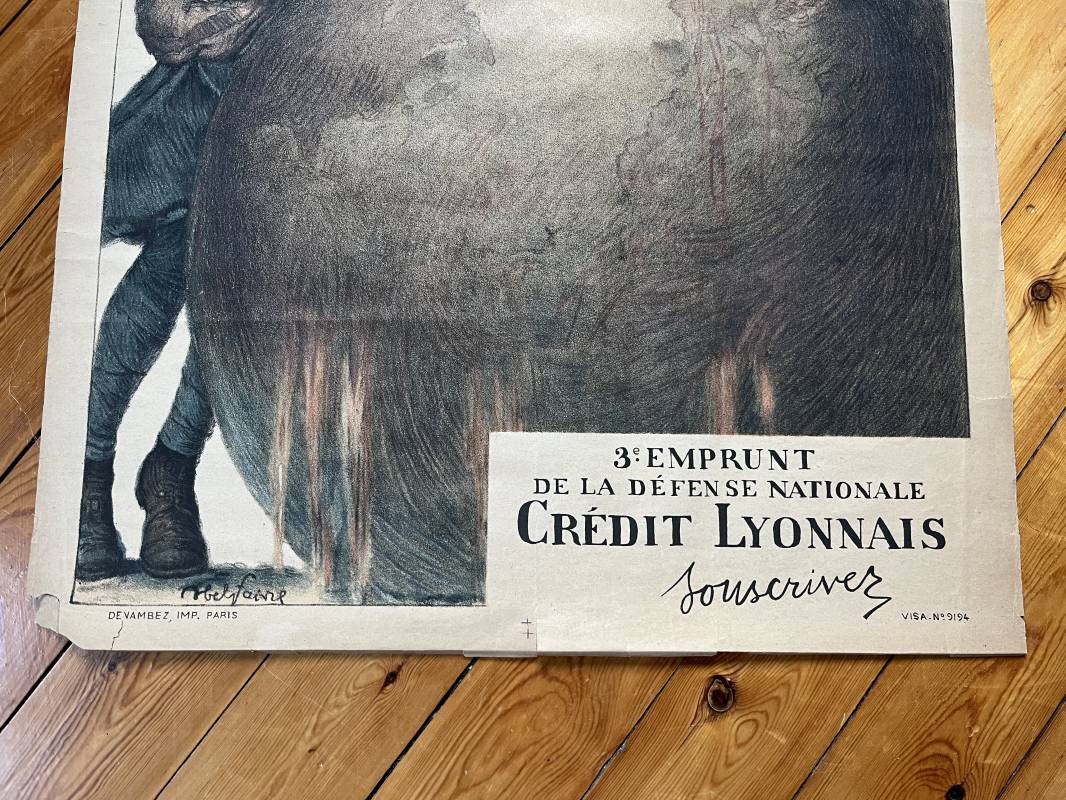 3e. EMPRUNT
DE LA DÉFENSE NATIONALE
CRÉDIT LYONNAIS
Souscrivez
Abel Faivre
DEVAMBEZ, IMP. PARIS
VISA. No 9194